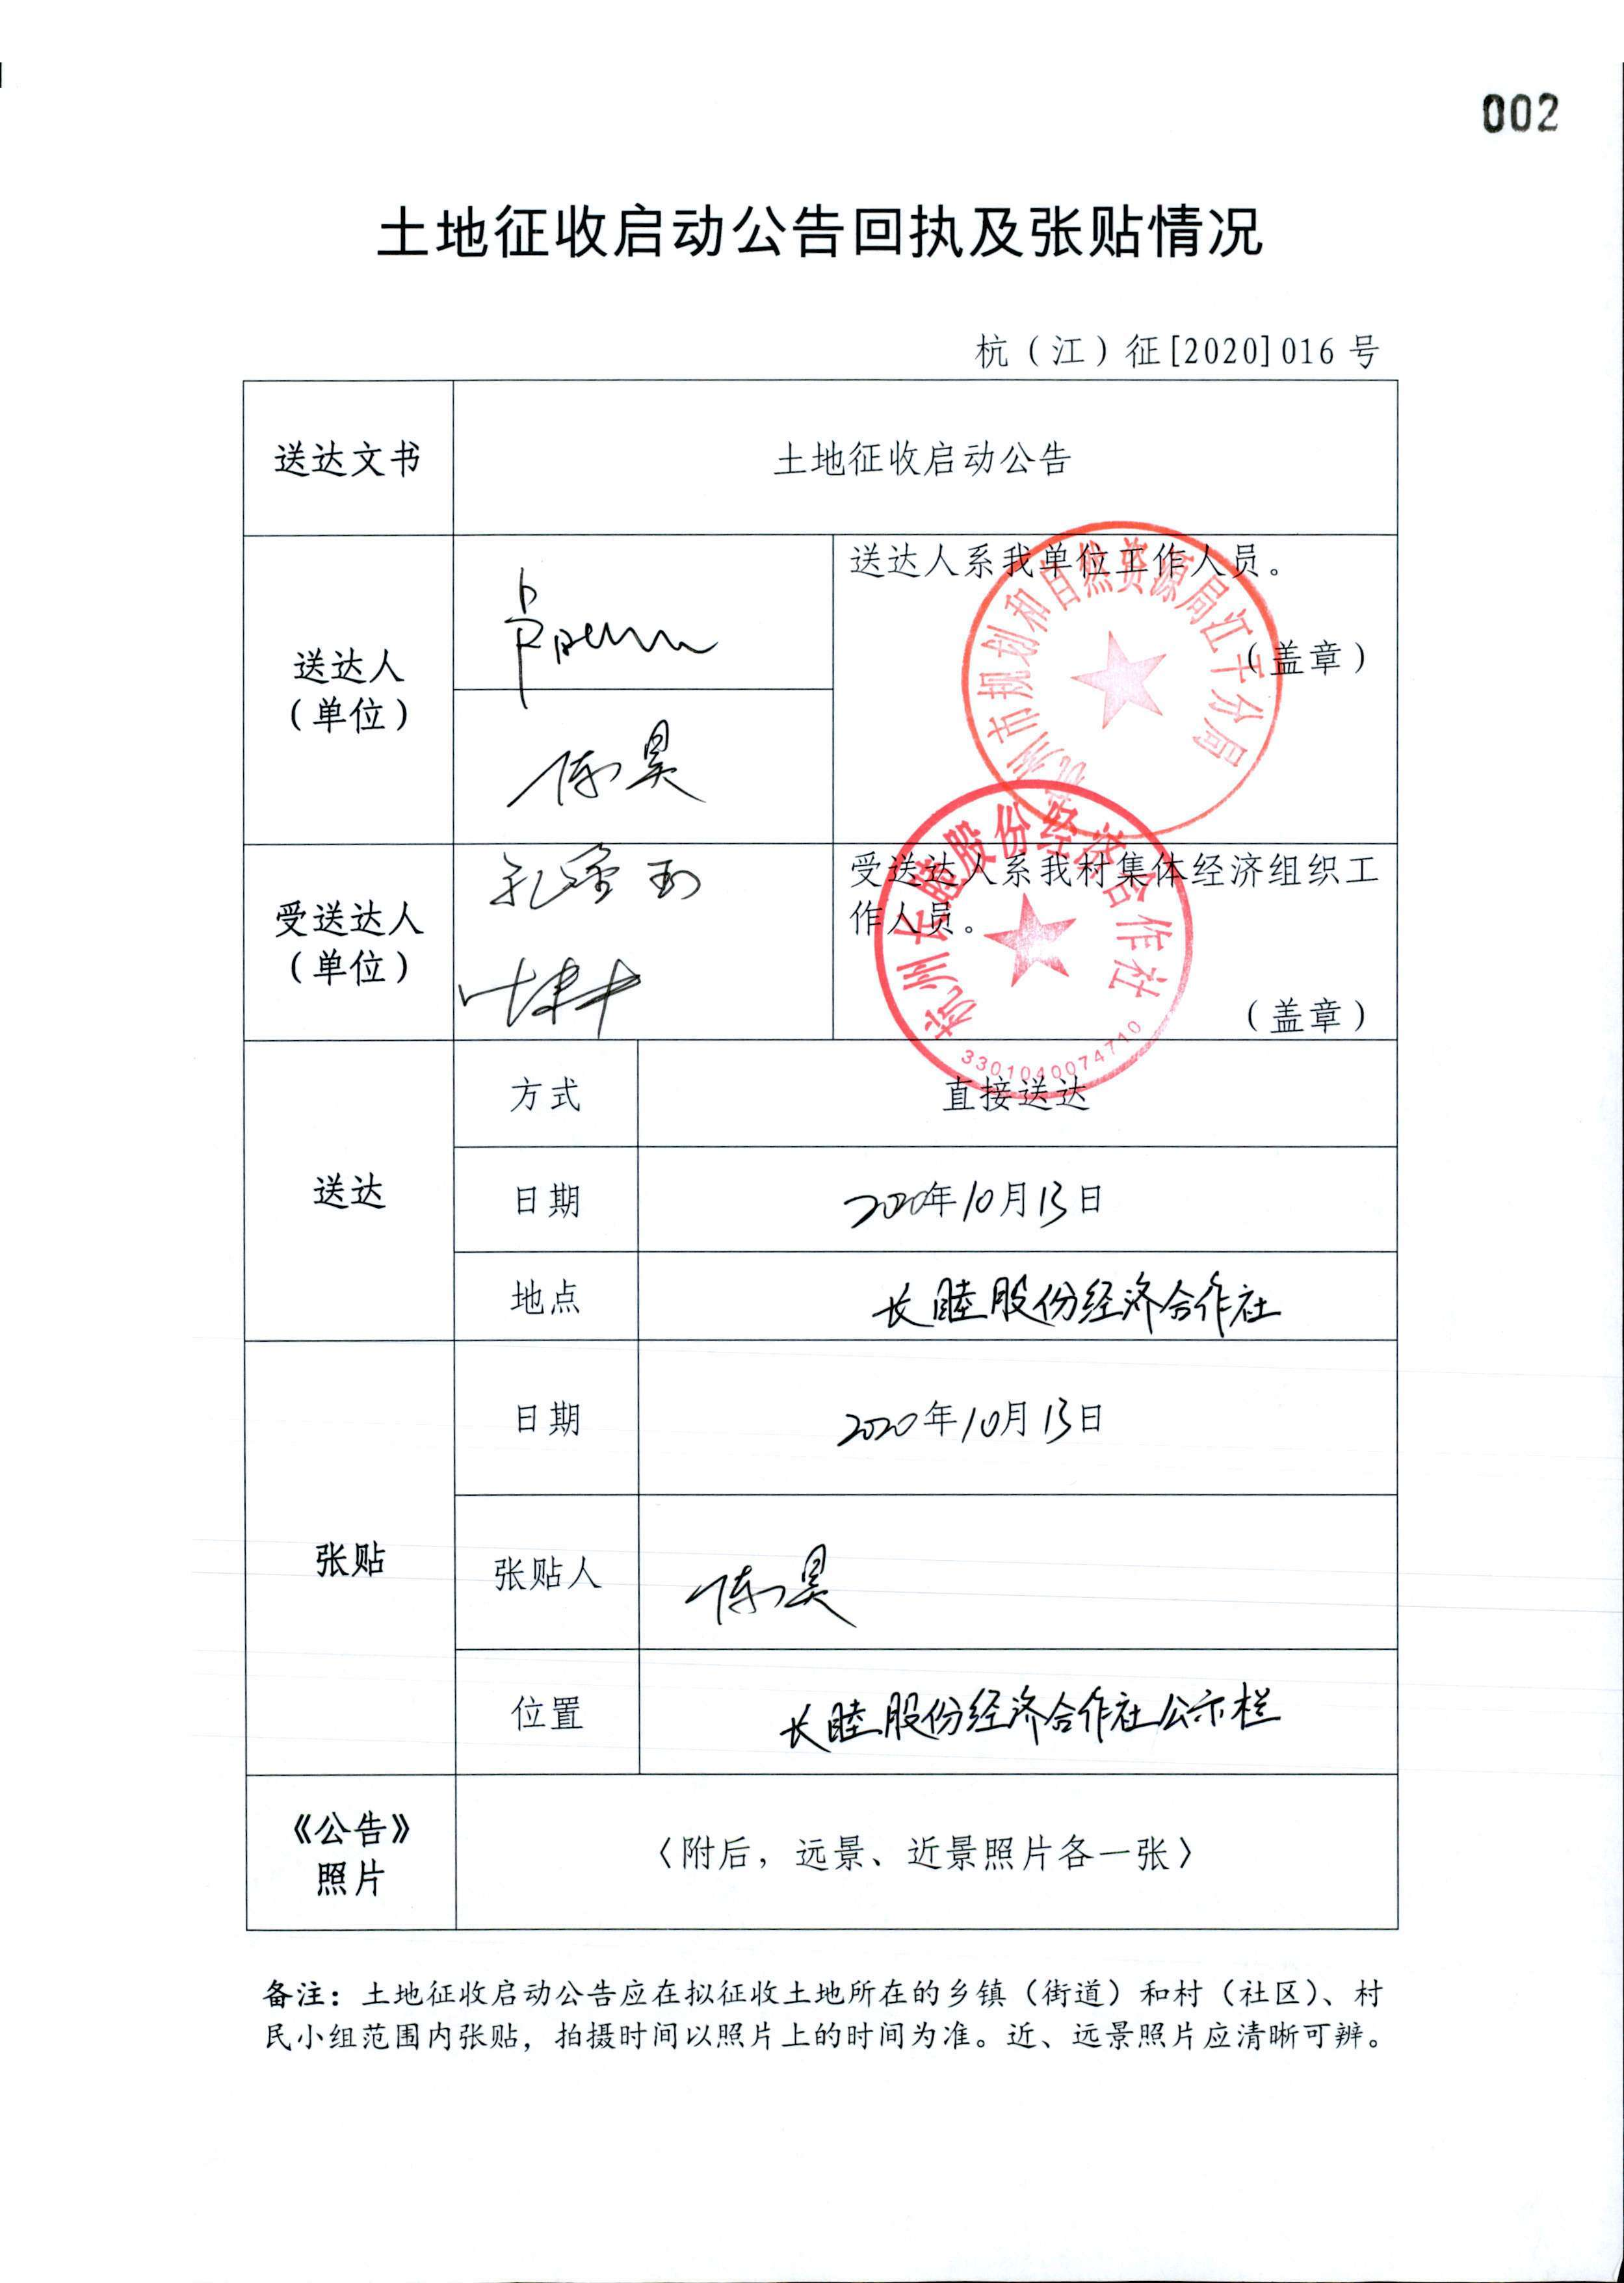 002
土地征收启动公告回执及张贴情况
杭（江）征[2020]016号
送达文书
土地征收启动公告
送达人
（单位）
陈昊
送达人系我单位工作人员。
（盖章）
杭州市规划和自然资源局江干分局
受送达人
（单位）
受送达人系我村集体经济组织工
作人员。
（盖章）
杭州长睦股份经济合作社
3301040074710
送达
方式
直接送达
日期
2020年10月13日
地点
长睦股份经济合作社
张贴
日期
2020年10月13日
张贴人
陈昊
位置
长睦股份经济合作社公示栏
《公告》
照片
〈附后，远景、近景照片各一张〉
备注：土地征收启动公告应在拟征收土地所在的乡镇（街道）和村（社区）、村
民小组范围内张贴，拍摄时间以照片上的时间为准。近、远景照片应清晰可辨。